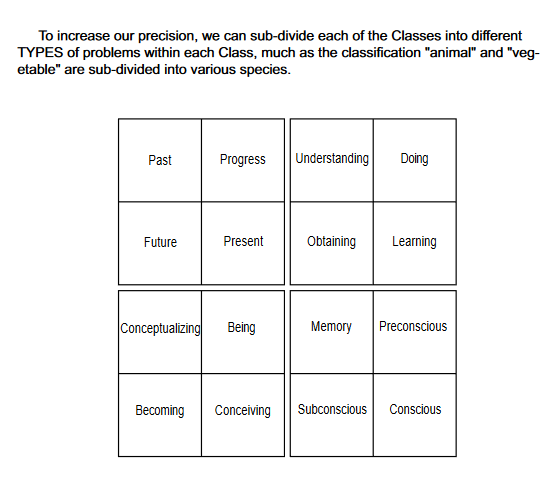 To increase our precision, we can sub-divide each of the Classes into different
TYPES of problems within each Class, much as the classification "animal" and "veg-
etable" are sub-divided into various species.
Past Progress Understanding Doing
Future Present Obtaining Learning
Conceptualizing Being Memory Preconscious
Becoming Conceiving Subconscious Conscious